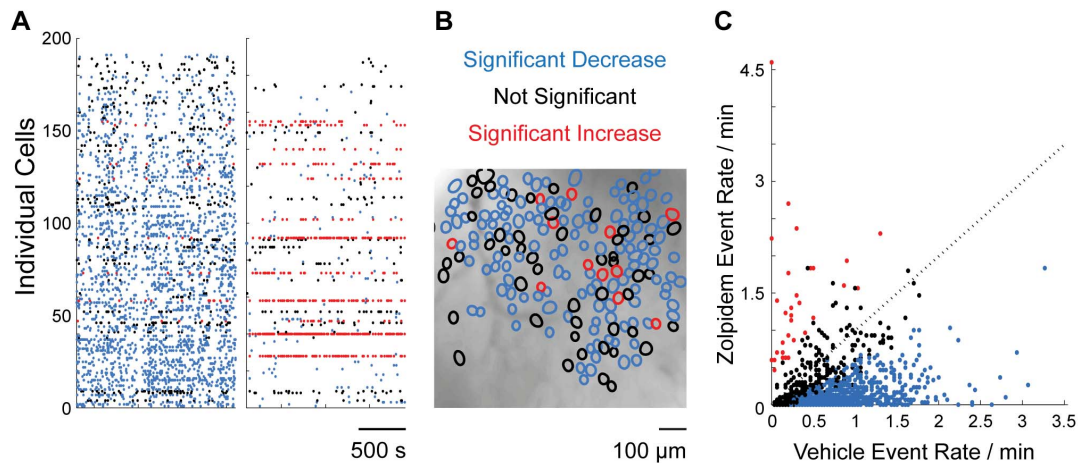 A
B
C
200
150
100
50
0
Individual Cells
500 s
Significant Decrease
Not Significant
Significant Increase
100 µm
4.5
3
1.5
0
0
0.5
1
1.5
2
2.5
3
3.5
Zolpidem Event Rate / min
Vehicle Event Rate / min